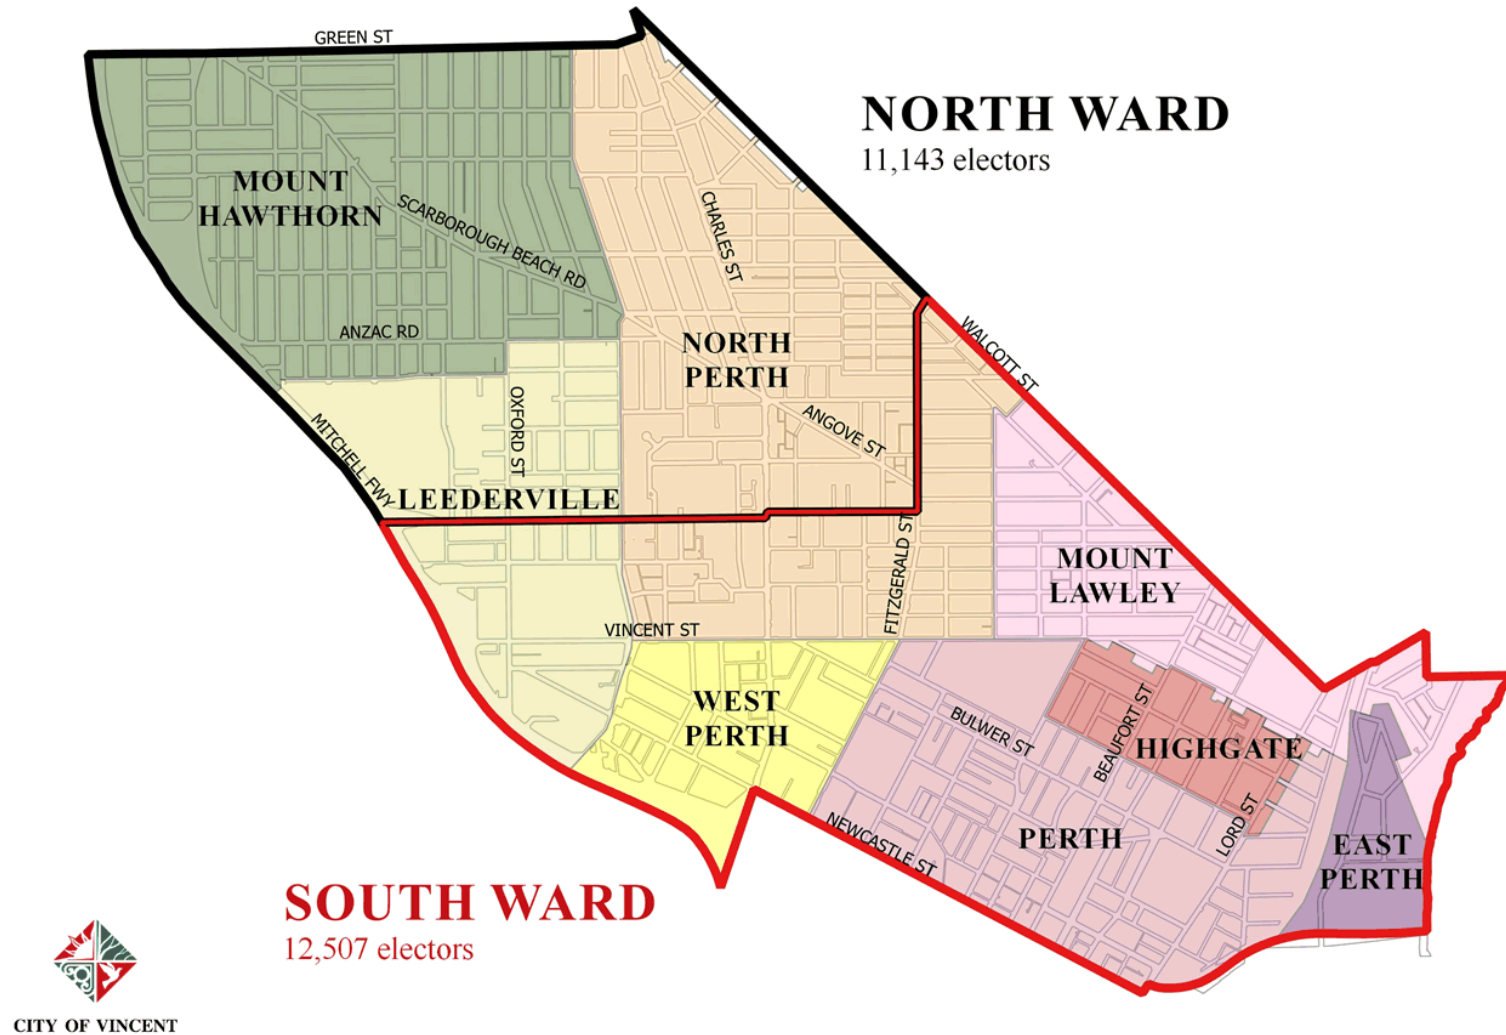 GREEN ST
NORTH WARD
11,143 electors
MOUNT
HAWTHORN
SCARBOROUGH BEACH RD
CHARLES ST
ANZAC RD
NORTH
PERTH
WALCOTT ST
OXFORD ST
ANGOVE ST
MITCHELL FWY
LEEDERVILLE
FITZGERALD ST
MOUNT
LAWLEY
VINCENT ST
WEST
PERTH
BULWER ST
BEAUFORT ST
HIGHGATE
NEWCASTLE ST
PERTH
LORD ST
EAST
PERTH
SOUTH WARD
12,507 electors
CITY OF VINCENT